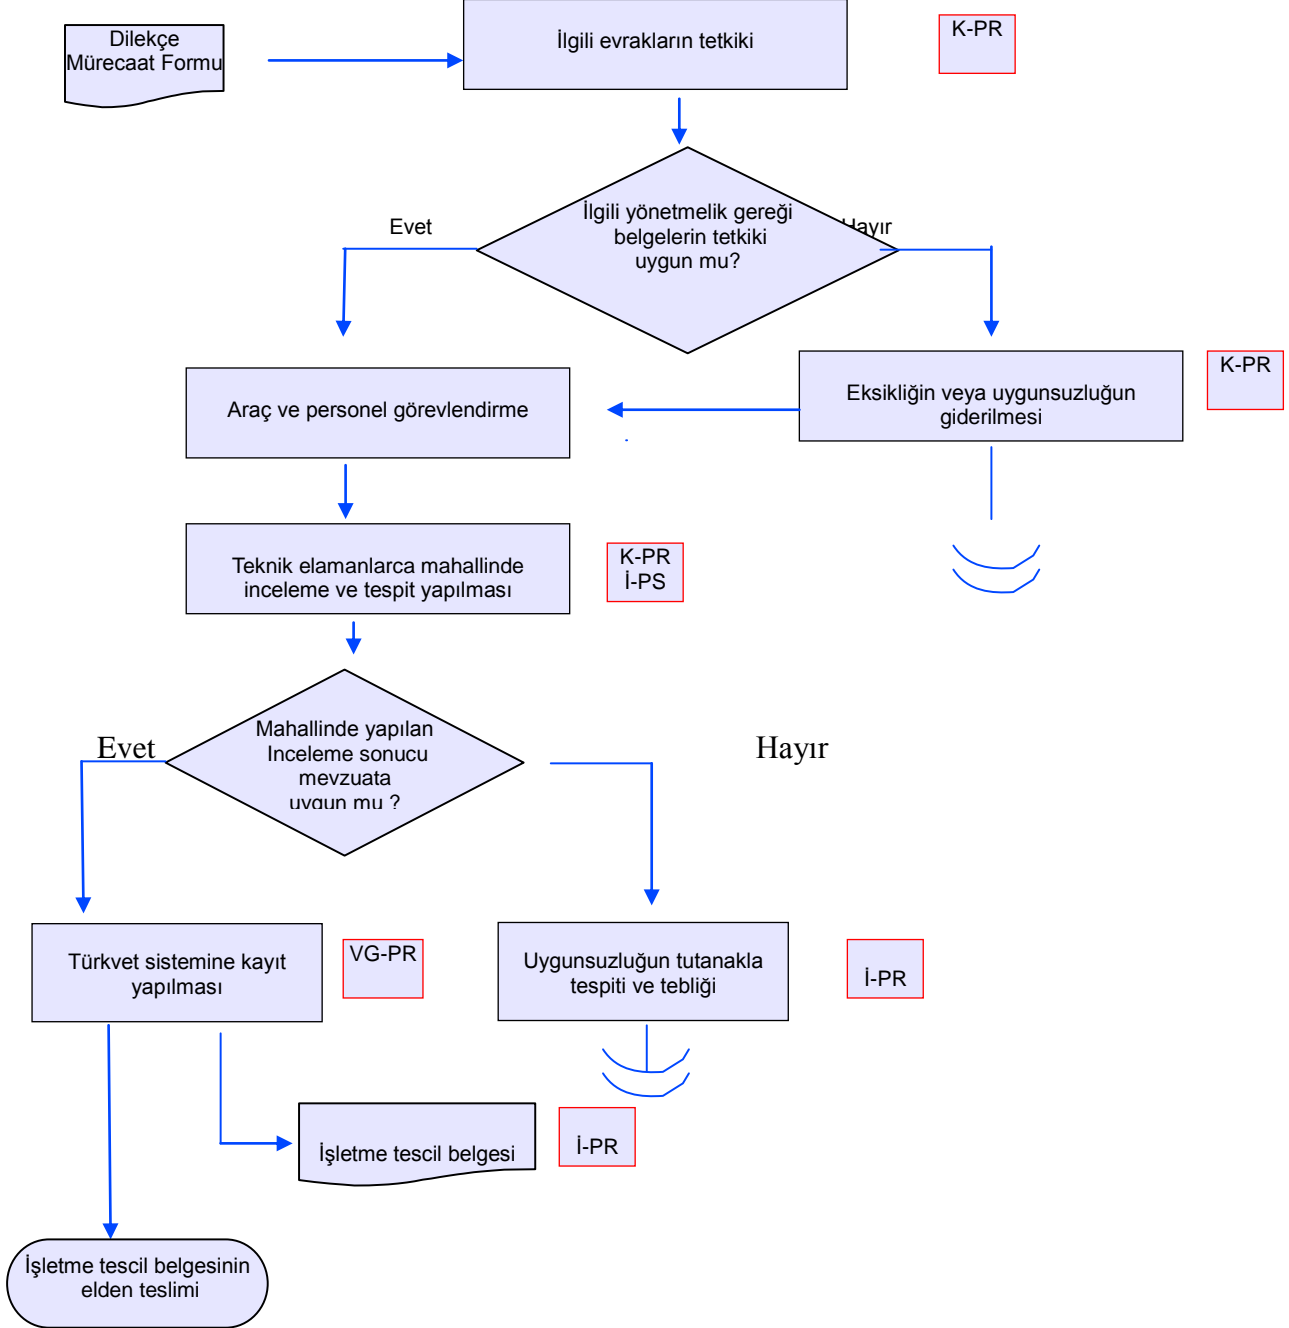 Dilekçe
Mürecaat Formu
İlgili evrakların tetkiki
K-PR
İlgili yönetmelik gereği
belgelerin tetkiki
uygun mu?
Evet
Hayır
Araç ve personel görevlendirme
Eksikliğin veya uygunsuzluğun
giderilmesi
K-PR
Teknik elamanlarca mahallinde
inceleme ve tespit yapılması
K-PR
İ-PS
Mahallinde yapılan
Inceleme sonucu
mevzuata
uygun mu ?
Evet
Hayır
Türkvet sistemine kayıt
yapılması
VG-PR
Uygunsuzluğun tutanakla
tespiti ve tebliği
İ-PR
İşletme tescil belgesi
İ-PR
İşletme tescil belgesinin
elden teslimi